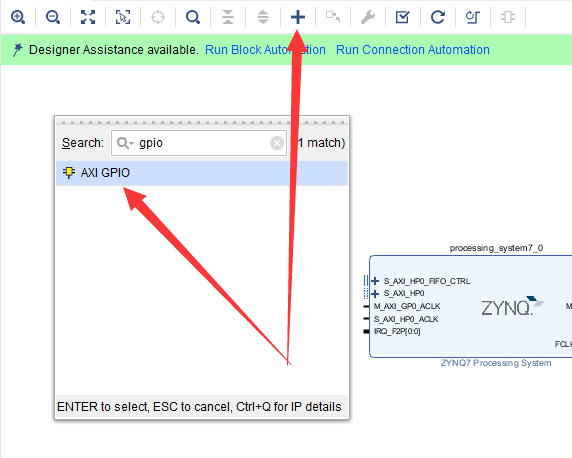 Designer Assistance available. Run Block Automation Run Connection Automation
Search: gpio 1 match)
AXI GPIO
ENTER to select, ESC to cancel, Ctrl+Q for IP details
processing_system7_0
S_AXI_HP0_FIFO_CTRL
S_AXI_HP0
M_AXI_GP0_ACLK
S_AXI_HP0_ACLK
IRQ_F2P[0:0]
ZYNQ
M
FCLK
ZYNQ7 Processing System